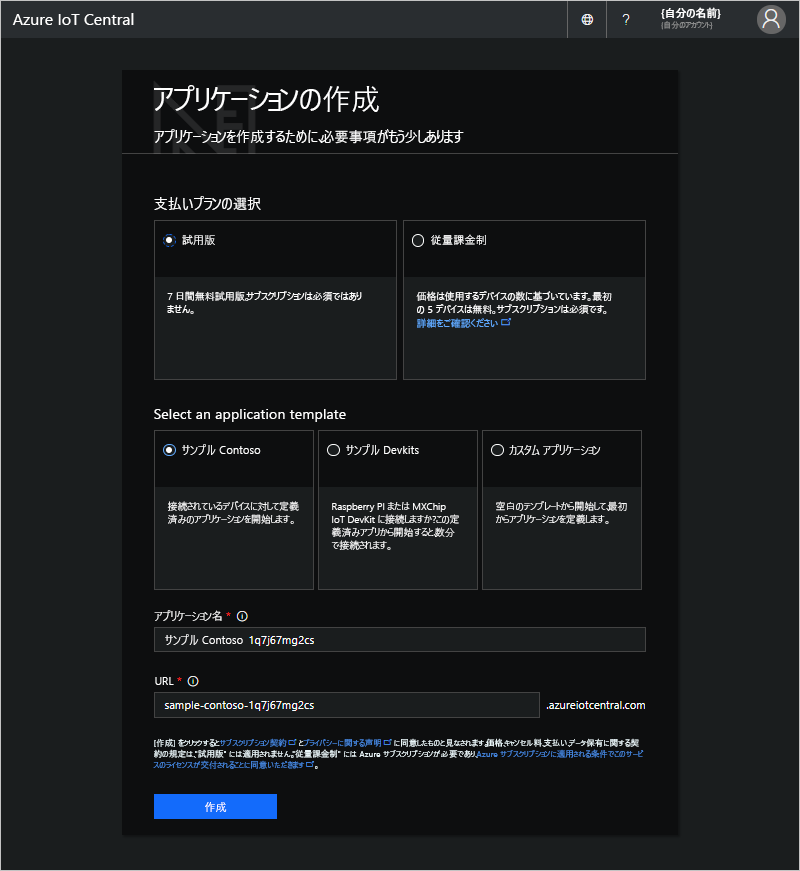 Azure IoT Central
?
{自分の名前}
{自分のアカウント}
アプリケーションの作成
アプリケーションを作成するために、必要事項がもう少しあります
支払いプランの選択
試用版
従量課金制
7 日間無料試用版。サブスクリプションは必須ではあり
ません。
価格は使用するデバイスの数に基づいています。最初
の 5 デバイスは無料。サブスクリプションは必須です。
詳細をご確認ください
Select an application template
サンプル Contoso
サンプル Devkits
カスタム アプリケーション
接続されているデバイスに対して定義
済みのアプリケーションを開始します。
Raspberry PI または MXChip
IoT DevKit に接続しますか?この定
義済みアプリから開始すると、数分
で接続されます。
空白のテンプレートから開始して、最初
からアプリケーションを定義します。
アプリケーション名 *
サンプル Contoso 1q7j67mg2cs
URL *
sample-contoso-1q7j67mg2cs
.azureiotcentral.com
[作成] をクリックするとサブスクリプション契約 とプライバシーに関する声明 に同意したものと見なされます。価格、キャンセル料、支払い、データ保有に関する契
約の規定は、"試用版" には適用されません。"従量課金制" には Azure サブスクリプションが必要であり、Azure サブスクリプションに適用される条件でこのサービ
スのライセンスが交付されることに同意いただきます 。
作成